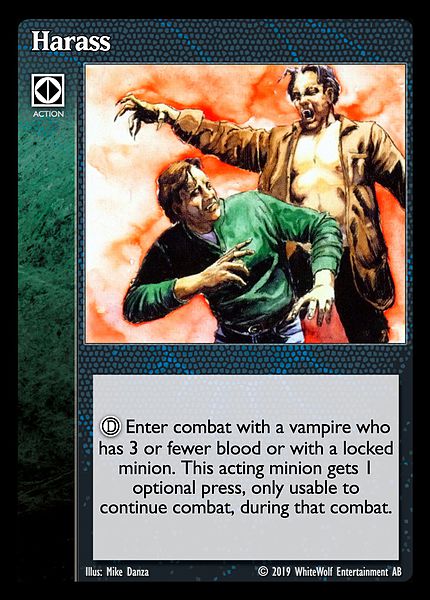 Harass
ACTION
Ⓓ Enter combat with a vampire who
has 3 or fewer blood or with a locked
minion. This acting minion gets 1
optional press, only usable to
continue combat, during that combat.
Illus: Mike Danza © 2019 WhiteWolf Entertainment AB